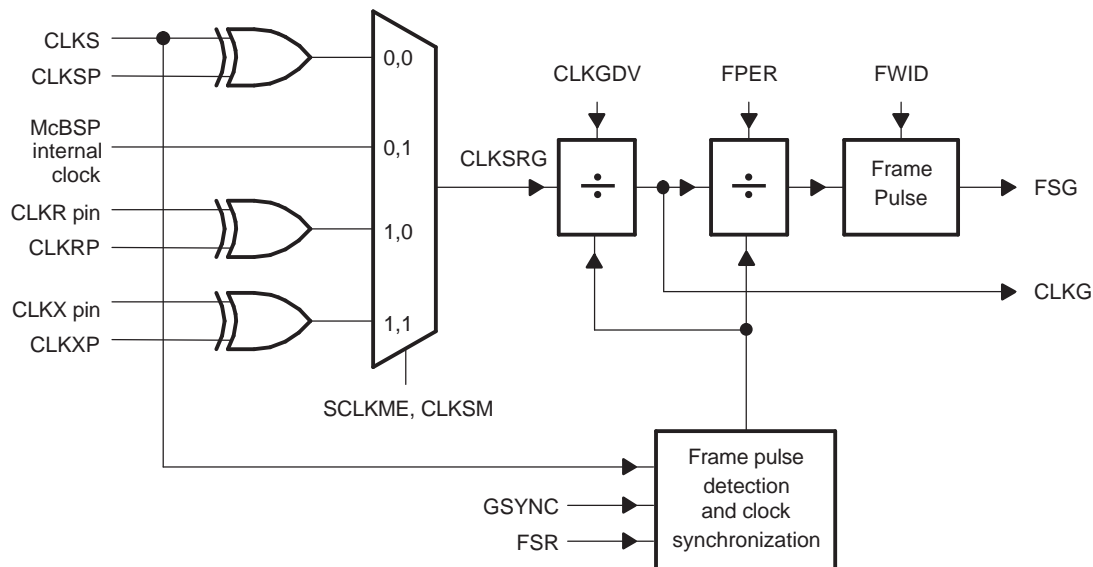 CLKS
CLKSP
McBSP
internal
clock
CLKR pin
CLKRP
CLKX pin
CLKXP
0,0
0,1
1,0
1,1
SCLKME, CLKSM
CLKSRG
CLKGDV
÷
FPER
÷
FWID
Frame
Pulse
FSG
CLKG
GSYNC
FSR
Frame pulse
detection
and clock
synchronization